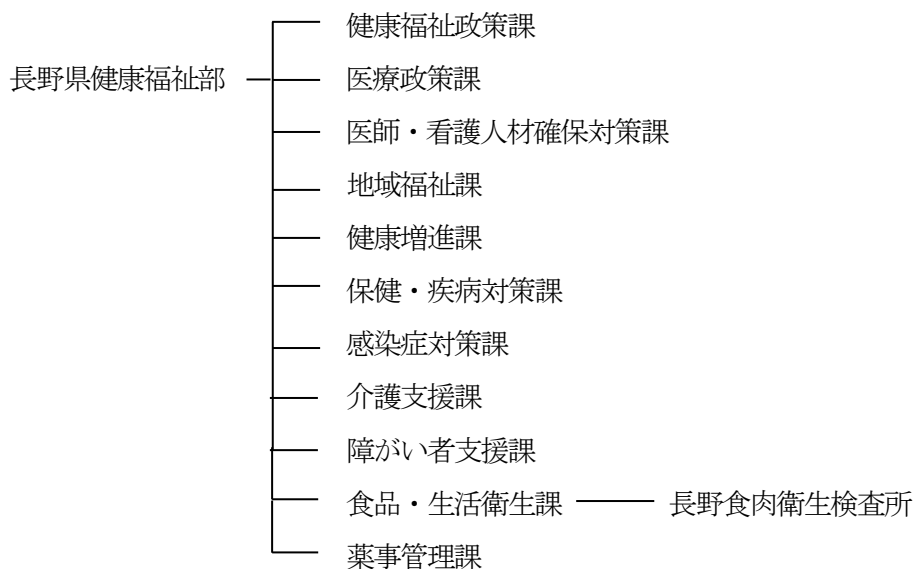 健康福祉政策課
長野県健康福祉部
医療政策課
医師・看護人材確保対策課
地域福祉課
健康増進課
保健・疾病対策課
感染症対策課
介護支援課
障がい者支援課
食品・生活衛生課
長野食肉衛生検査所
薬事管理課